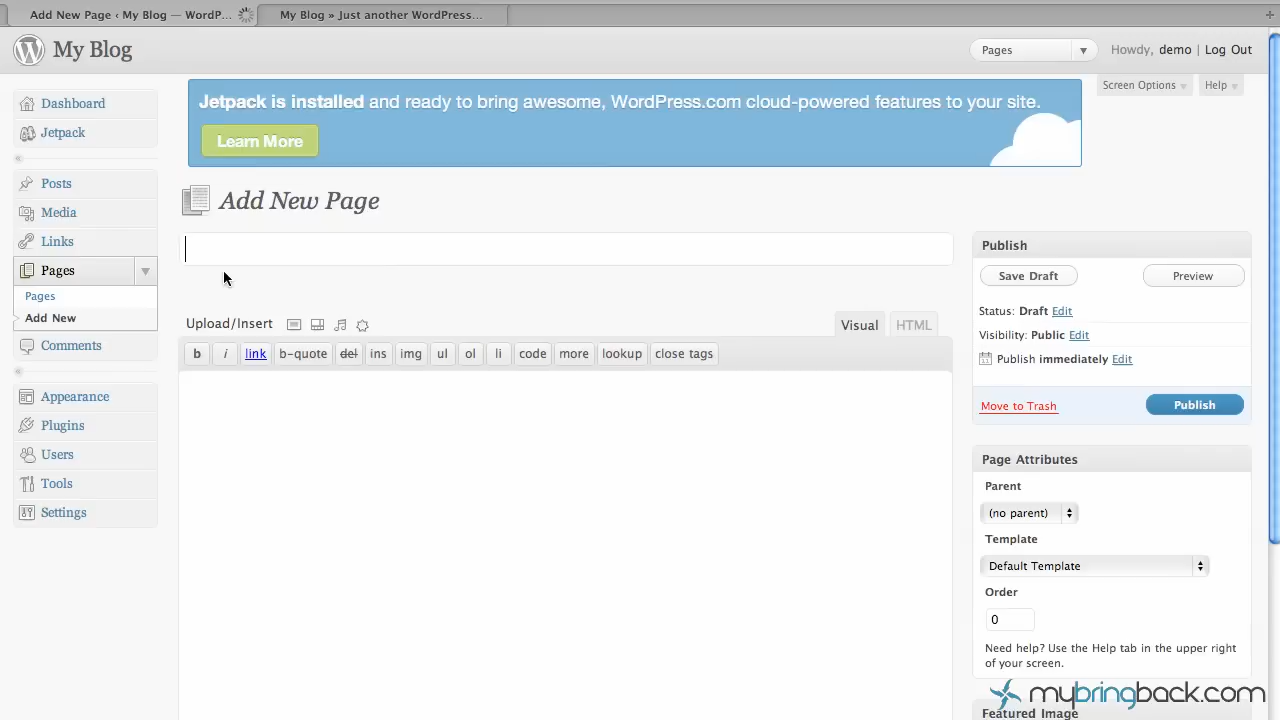 Add New Page ‹ My Blog — WordP...
My Blog » Just another WordPress...
My Blog
Pages
Howdy, demo | Log Out
Jetpack is installed and ready to bring awesome, WordPress.com cloud-powered features to your site.
Learn More
Screen Options
Help
Dashboard
Jetpack
Posts
Media
Links
Pages
Pages
Add New
Comments
Appearance
Plugins
Users
Tools
Settings
Add New Page
Upload/Insert
Visual
HTML
b
i
link
b-quote
del
ins
img
ul
ol
li
code
more
lookup
close tags
Publish
Save Draft
Preview
Status: Draft Edit
Visibility: Public Edit
Publish immediately Edit
Move to Trash
Publish
Page Attributes
Parent
(no parent)
Template
Default Template
Order
0
Need help? Use the Help tab in the upper right
of your screen.
mybringback.com
Featured Image